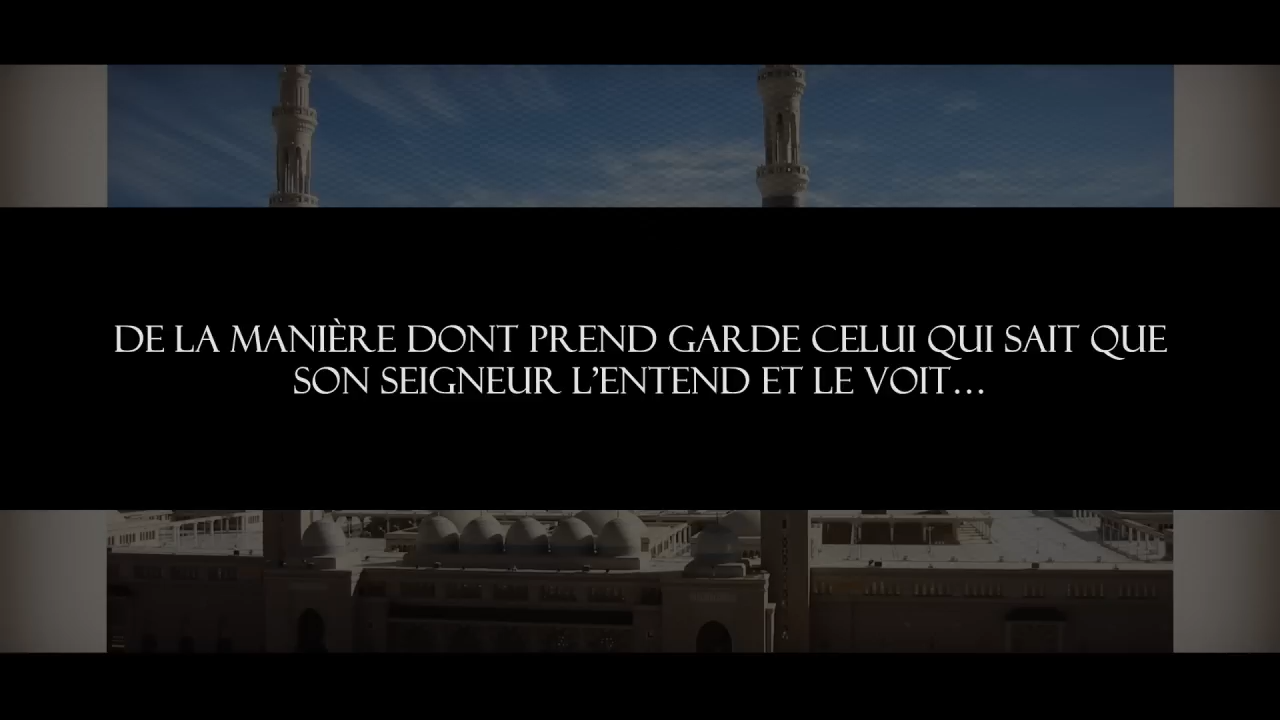 DE LA MANIÈRE DONT PREND GARDE CELUI QUI SAIT QUE
SON SEIGNEUR L’ENTEND ET LE VOIT…